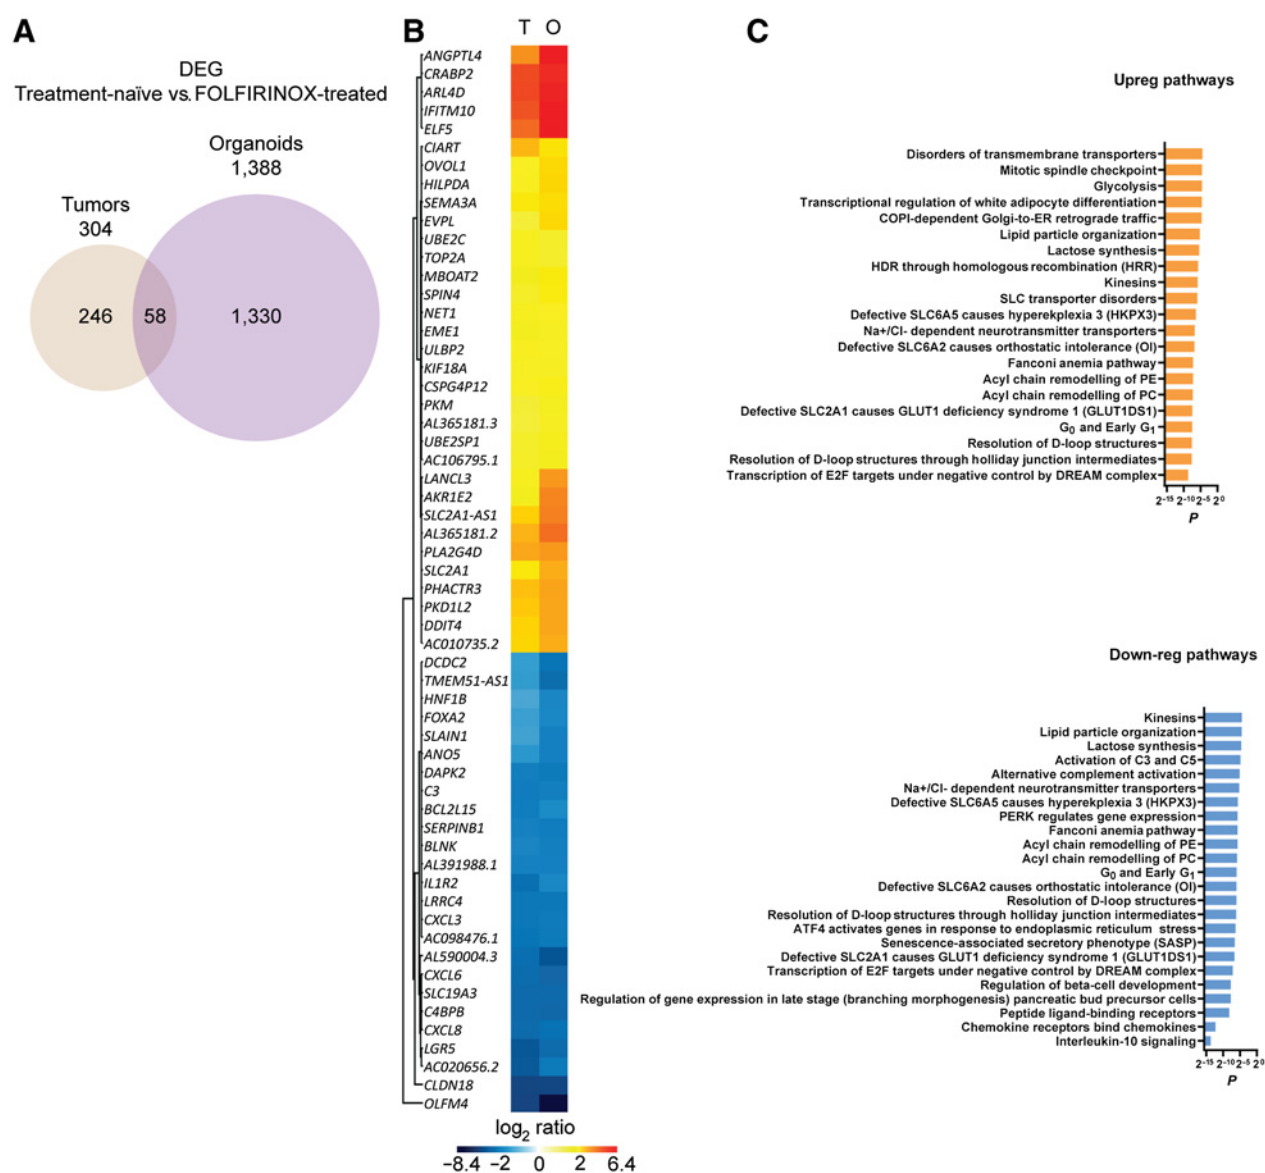 A
DEG
Treatment-naïve vs. FOLFIRINOX-treated
Organoids
1,388
Tumors
304
246
58
1,330
B
T
O
ANGPTL4
CRABP2
ARL4D
IFITM10
ELF5
CIART
OVOL1
HILPDA
SEMA3A
EVPL
UBE2C
TOP2A
MBOAT2
SPIN4
NET1
EME1
ULBP2
KIF18A
CSPG4P12
PKM
AL365181.3
UBE2SP1
AC106795.1
LANCL3
AKR1E2
SLC2A1-AS1
AL365181.2
PLA2G4D
SLC2A1
PHACTR3
PKD1L2
DDIT4
AC010735.2
DCDC2
TMEM51-AS1
HNF1B
FOXA2
SLAIN1
ANO5
DAPK2
C3
BCL2L15
SERPINB1
BLNK
AL391988.1
IL1R2
LRRC4
CXCL3
AC098476.1
AL590004.3
CXCL6
SLC19A3
C4BPB
CXCL8
LGR5
AC020656.2
CLDN18
OLFM4
log2 ratio
-8.4 -2 0 2 6.4
C
Upreg pathways
Disorders of transmembrane transporters
Mitotic spindle checkpoint
Glycolysis
Transcriptional regulation of white adipocyte differentiation
COPI-dependent Golgi-to-ER retrograde traffic
Lipid particle organization
Lactose synthesis
HDR through homologous recombination (HRR)
Kinesins
SLC transporter disorders
Defective SLC6A5 causes hyperekplexia 3 (HKPX3)
Na+/Cl- dependent neurotransmitter transporters
Defective SLC6A2 causes orthostatic intolerance (OI)
Fanconi anemia pathway
Acyl chain remodelling of PE
Acyl chain remodelling of PC
Defective SLC2A1 causes GLUT1 deficiency syndrome 1 (GLUT1DS1)
G0 and Early G1
Resolution of D-loop structures
Resolution of D-loop structures through holliday junction intermediates
Transcription of E2F targets under negative control by DREAM complex
2-15 2-10 2-5 20
P
Down-reg pathways
Kinesins
Lipid particle organization
Lactose synthesis
Activation of C3 and C5
Alternative complement activation
Na+/Cl- dependent neurotransmitter transporters
Defective SLC6A5 causes hyperekplexia 3 (HKPX3)
PERK regulates gene expression
Fanconi anemia pathway
Acyl chain remodelling of PE
Acyl chain remodelling of PC
G0 and Early G1
Defective SLC6A2 causes orthostatic intolerance (OI)
Resolution of D-loop structures
Resolution of D-loop structures through holliday junction intermediates
ATF4 activates genes in response to endoplasmic reticulum stress
Senescence-associated secretory phenotype (SASP)
Defective SLC2A1 causes GLUT1 deficiency syndrome 1 (GLUT1DS1)
Transcription of E2F targets under negative control by DREAM complex
Regulation of beta-cell development
Regulation of gene expression in late stage (branching morphogenesis) pancreatic bud precursor cells
Peptide ligand-binding receptors
Chemokine receptors bind chemokines
Interleukin-10 signaling
2-15 2-10 2-5 20
P